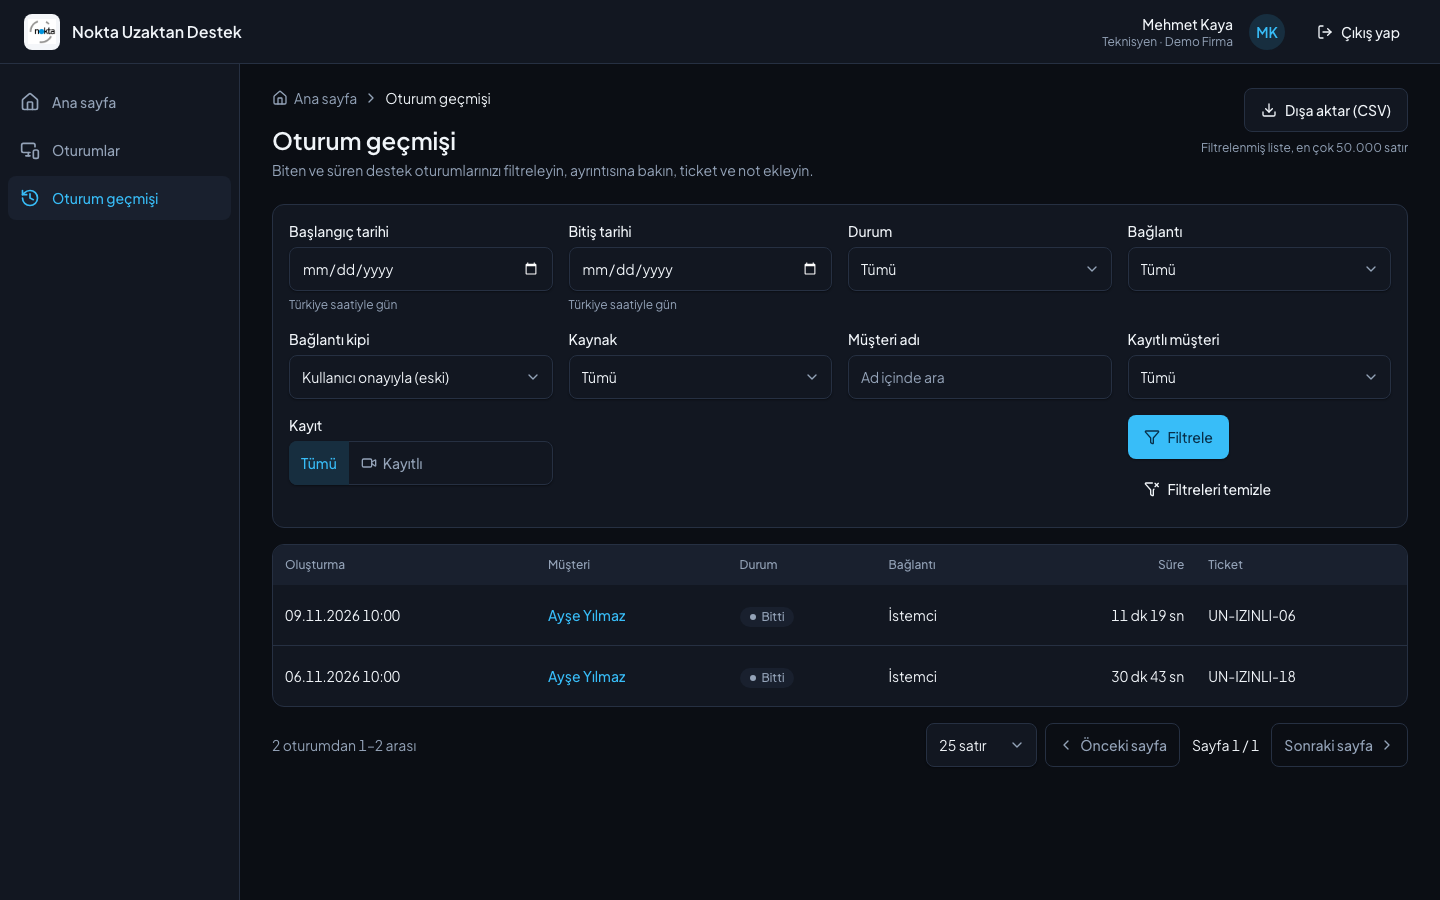 nokta
Nokta Uzaktan Destek
Mehmet Kaya
Teknisyen · Demo Firma
MK
Çıkış yap
Ana sayfa
Oturumlar
Oturum geçmişi
Ana sayfa
Oturum geçmişi
Dışa aktar (CSV)
Filtrelenmiş liste, en çok 50.000 satır
Oturum geçmişi
Biten ve süren destek oturumlarınızı filtreleyin, ayrıntısına bakın, ticket ve not ekleyin.
Başlangıç tarihi
Bitiş tarihi
Durum
Bağlantı
mm/dd/yyyy
mm/dd/yyyy
Tümü
Tümü
Türkiye saatiyle gün
Türkiye saatiyle gün
Bağlantı kipi
Kaynak
Müşteri adı
Kayıtlı müşteri
Kullanıcı onayıyla (eski)
Tümü
Ad içinde ara
Tümü
Kayıt
Tümü
Kayıtlı
Filtrele
Filtreleri temizle
Oluşturma Müşteri Durum Bağlantı Süre Ticket
09.11.2026 10:00 Ayşe Yılmaz Bitti İstemci 11 dk 19 sn UN-IZINLI-06
06.11.2026 10:00 Ayşe Yılmaz Bitti İstemci 30 dk 43 sn UN-IZINLI-18
2 oturumdan 1–2 arası
25 satır
Önceki sayfa
Sayfa 1 / 1
Sonraki sayfa